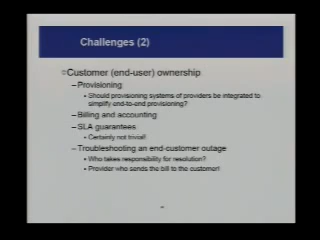 Challenges (2)
Customer (end-user) ownership
– Provisioning
• Should provisioning systems of providers be integrated to
simplify end-to-end provisioning?
– Billing and accounting
– SLA guarantees
• Certainly not trivial!
– Troubleshooting an end-customer outage
• Who takes responsibility for resolution?
• Provider who sends the bill to the customer!